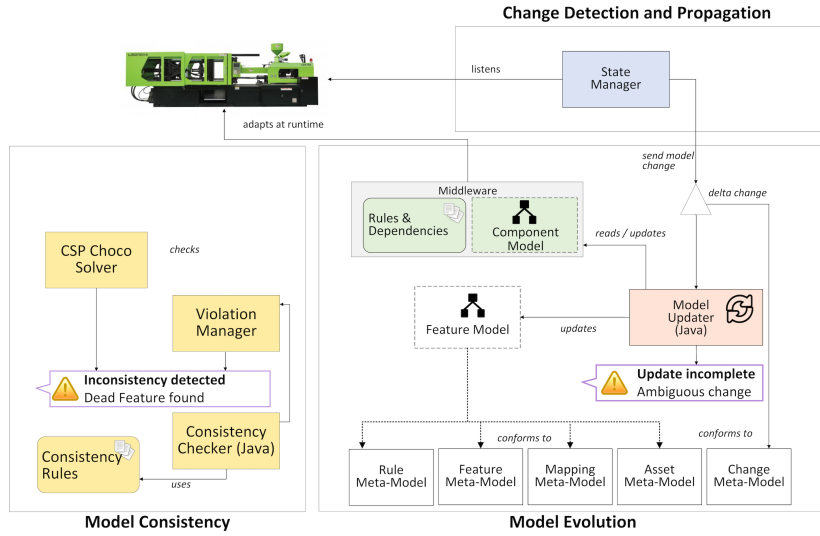 Change Detection and Propagation
State
Manager
listens
adapts at runtime
send model
change
delta change
Middleware
Rules &
Dependencies
Component
Model
reads / updates
CSP Choco
Solver
checks
Violation
Manager
Feature Model
updates
Model
Updater
(Java)
Inconsistency detected
Dead Feature found
Update incomplete
Ambiguous change
Consistency
Checker (Java)
Consistency
Rules
uses
conforms to
conforms to
Rule
Meta-Model
Feature
Meta-Model
Mapping
Meta-Model
Asset
Meta-Model
Change
Meta-Model
Model Consistency
Model Evolution